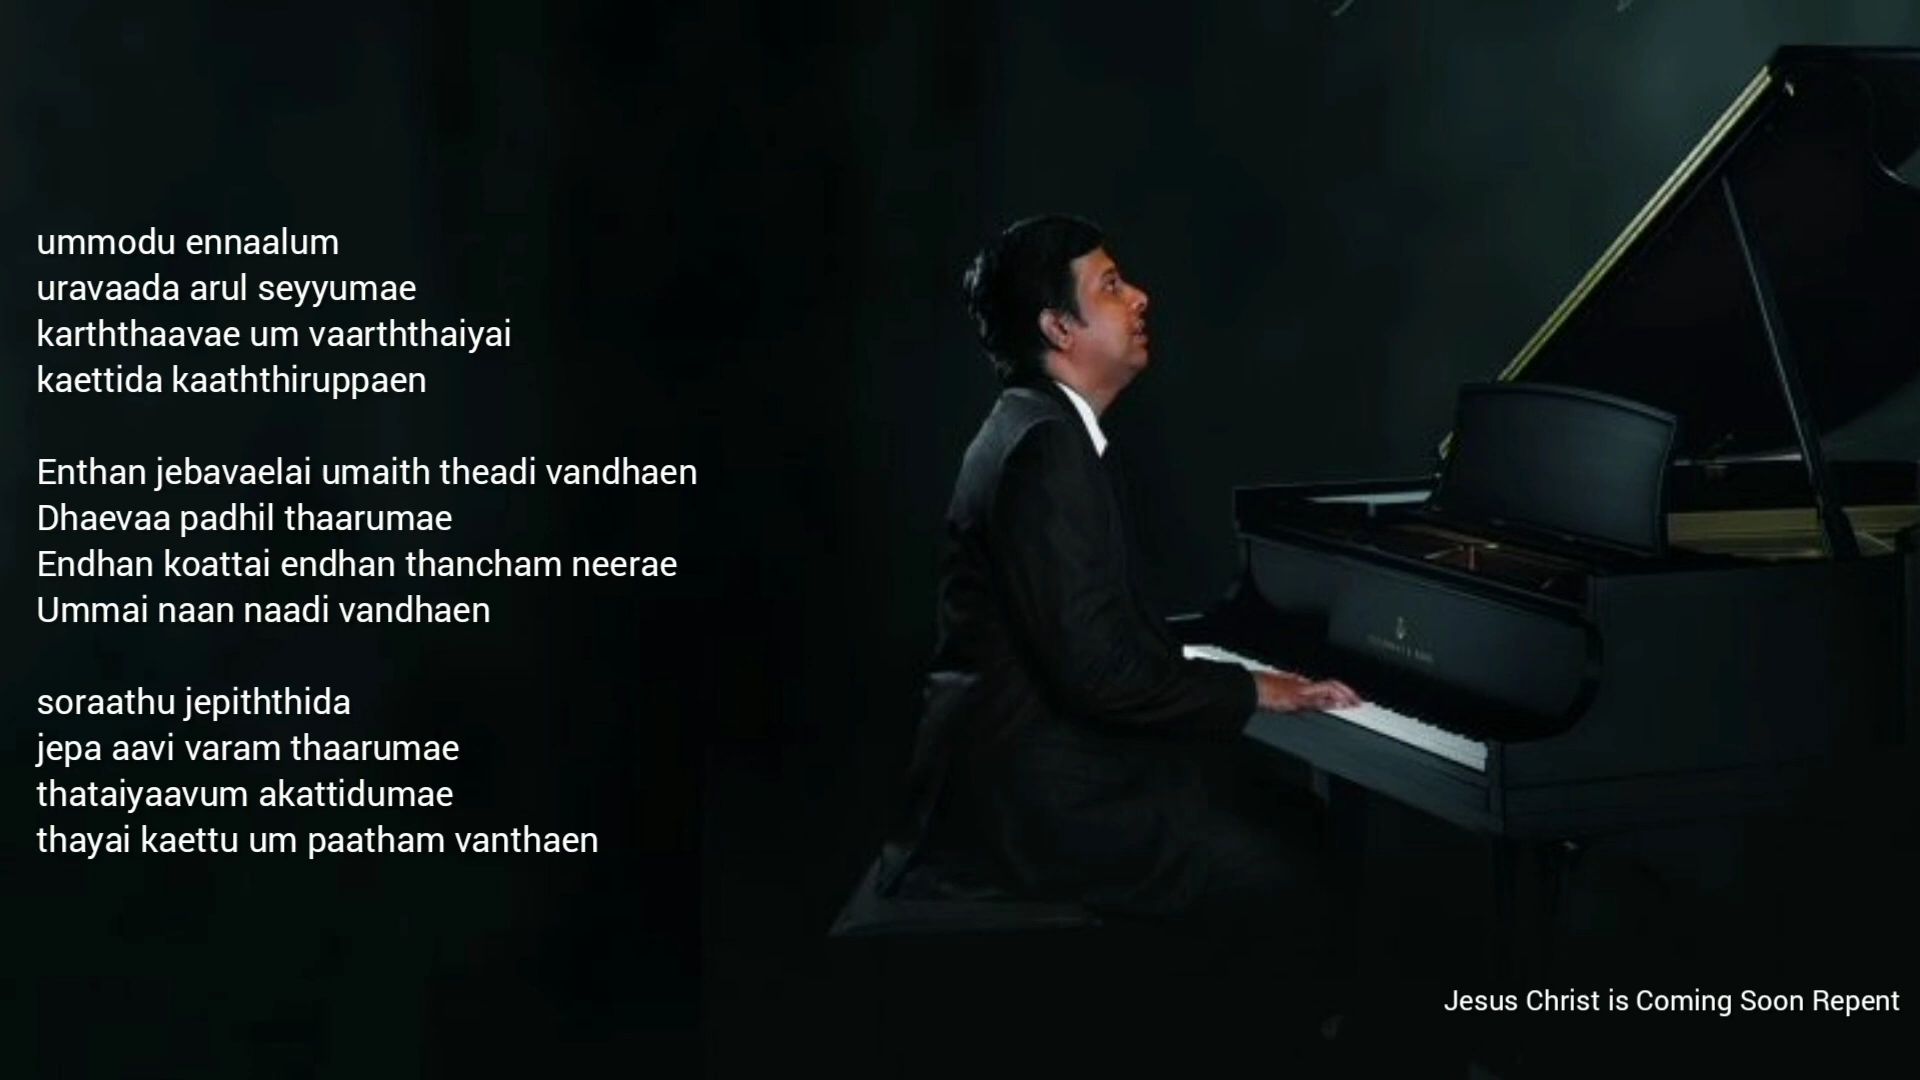 ummodu ennaalum
uravaada arul seyyumae
karththaavae um vaarththaiyai
kaettida kaaththiruppaen
Enthan jebavaelai umaith theadi vandhaen
Dhaevaa padhil thaarumae
Endhan koattai endhan thancham neerae
Ummai naan naadi vandhaen
soraathu jepiththida
jepa aavi varam thaarumae
thataiyaavum akattidumae
thayai kaettu um paatham vanthaen
Jesus Christ is Coming Soon Repent